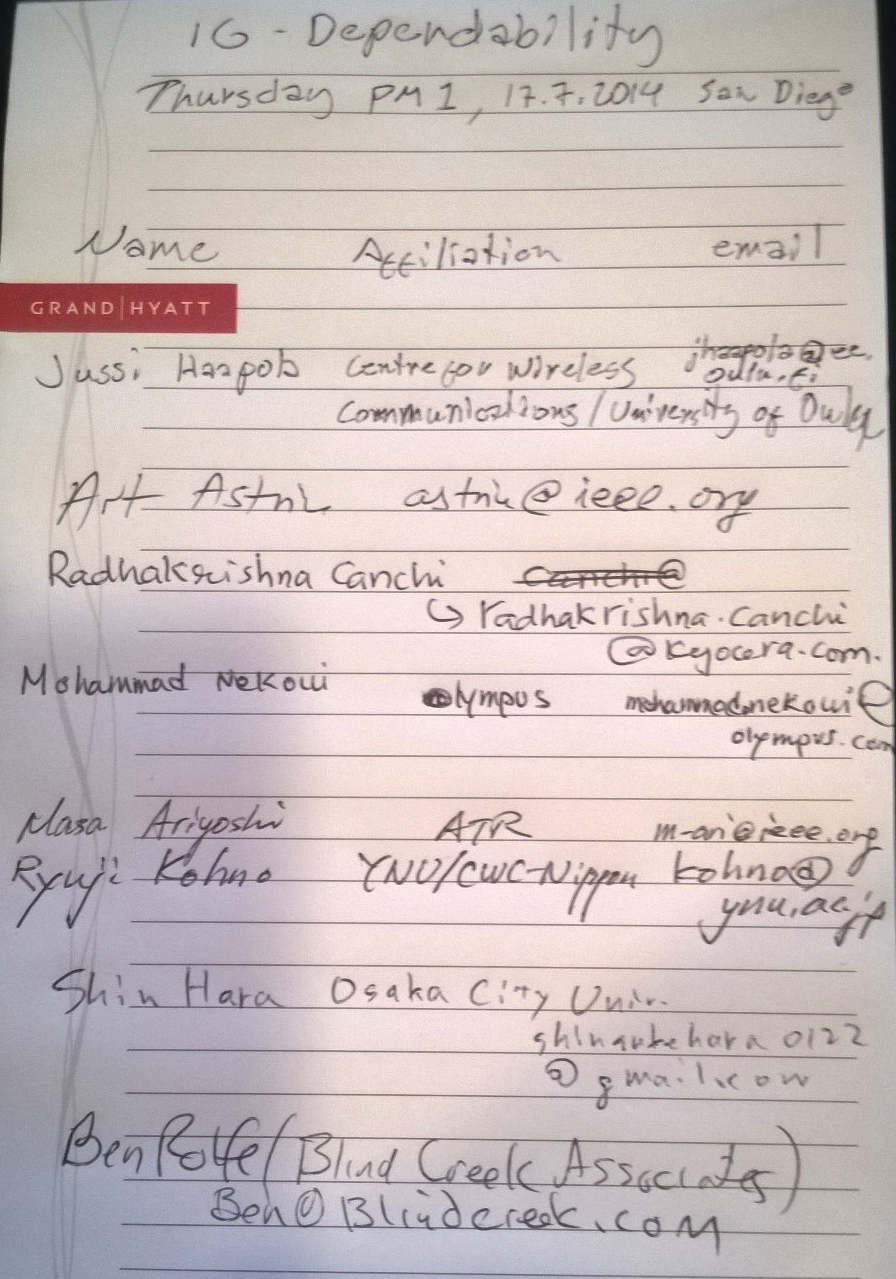 IG - Dependability
Thursday PM1, 17.7.2014 San Diego
Name Affiliation email
GRAND|HYATT
Jussi Haapola Centre for Wireless jhaapola@ee.
oulu.fi
Communications/University of Oulu
Art Astrin astrin@ieee.org
Radhakrishna Canchi Canchi@
↳ radhakrishna.canchi
@kyocera.com.
Mohammad Nekoui Olympus mohammad.nekoui@
olympus.com
Masa Ariyoshi ATR m-ari@ieee.org
Ryuji Kohno YNU/CWC-Nippon kohno@
ynu.ac.jp
Shin Hara Osaka City Univ.
shinsukehara0122
@gmail.com
Ben Rolfe (Blind Creek Associates)
Ben@Blindcreek.com